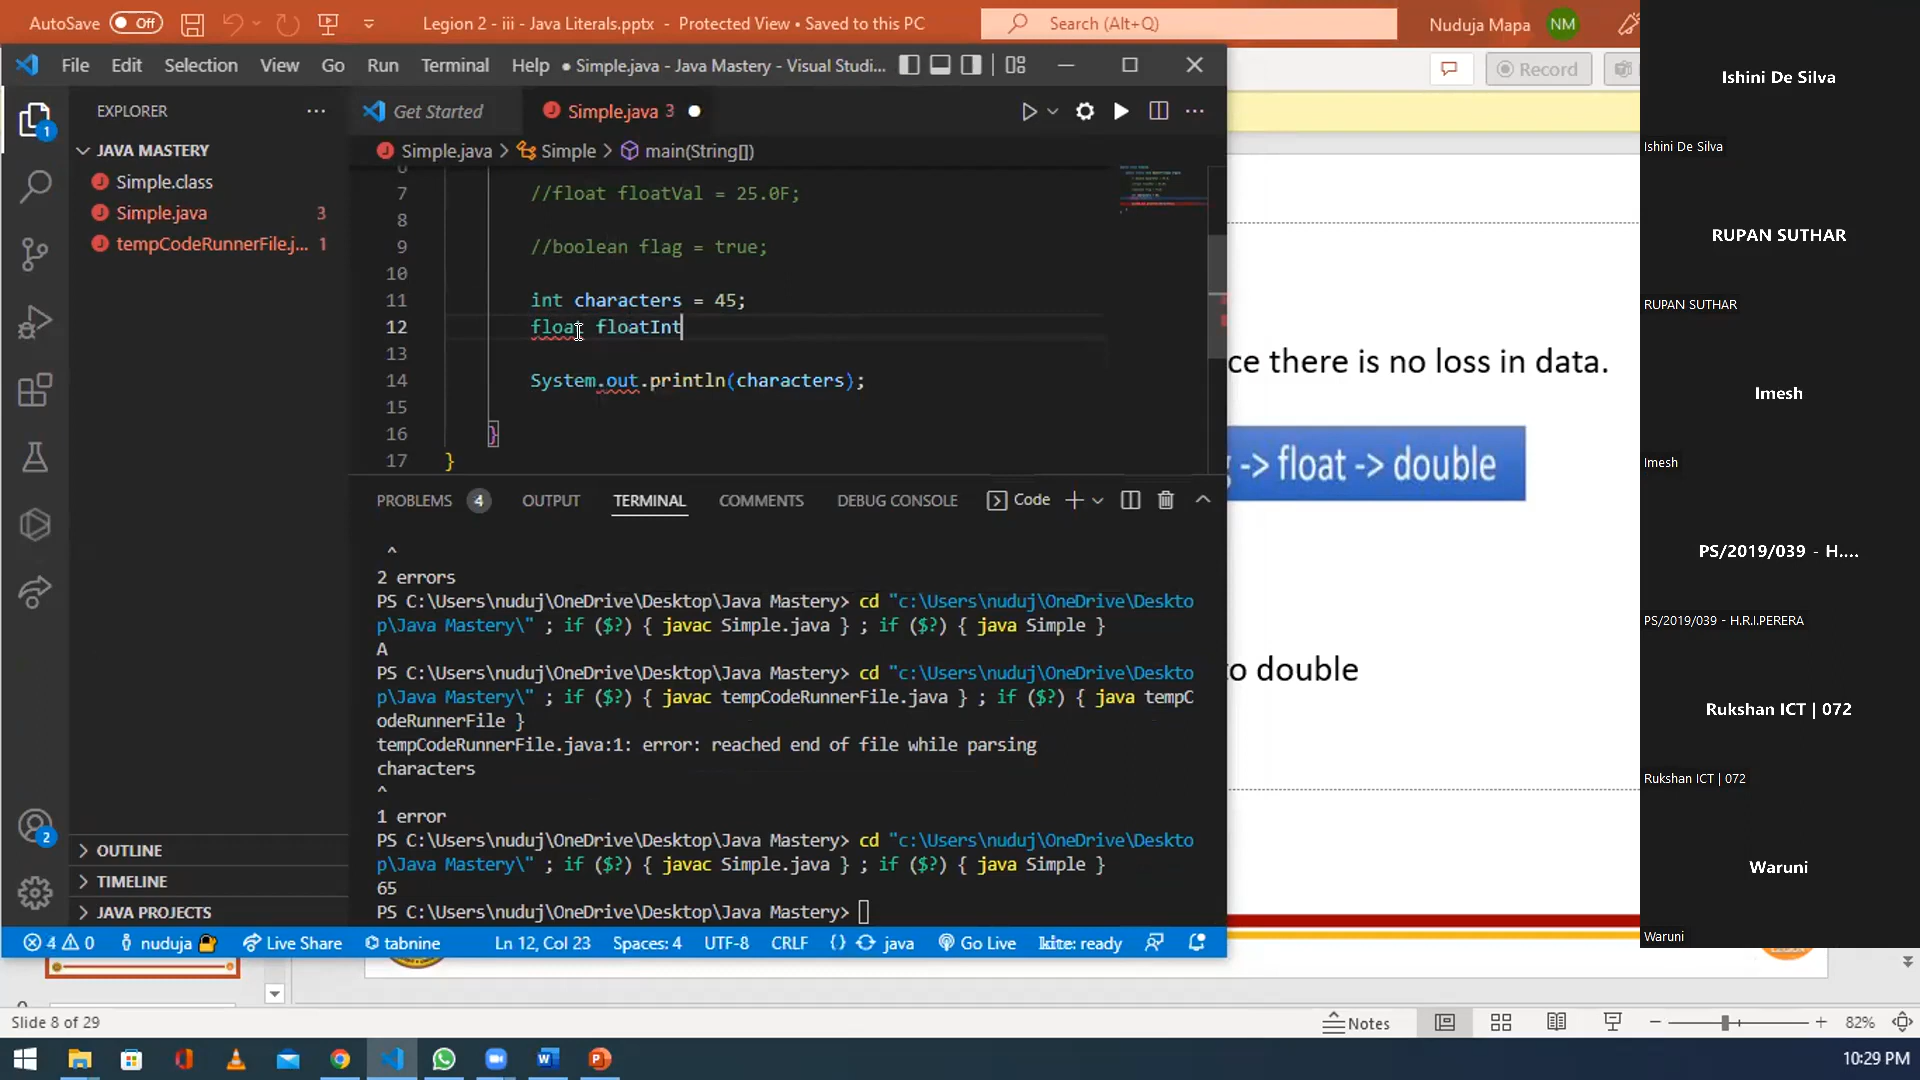 AutoSave Off
Legion 2 - iii - Java Literals.pptx - Protected View • Saved to this PC
Search (Alt+Q)
Nuduja Mapa NM
File Edit Selection View Go Run Terminal Help
● Simple.java - Java Mastery - Visual Studi...
Record
1
EXPLORER
JAVA MASTERY
Simple.class
Simple.java 3
tempCodeRunnerFile.j... 1
Get Started
Simple.java 3
Simple.java > Simple > main(String[])
7 //float floatVal = 25.0F;
8
9 //boolean flag = true;
10
11 int characters = 45;
12 float floatInt
13
14 System.out.println(characters);
15
16 }
17 }
PROBLEMS 4 OUTPUT TERMINAL COMMENTS DEBUG CONSOLE
Code
^
2 errors
PS C:\Users\nuduj\OneDrive\Desktop\Java Mastery> cd "c:\Users\nuduj\OneDrive\Deskto
p\Java Mastery\" ; if ($?) { javac Simple.java } ; if ($?) { java Simple }
A
PS C:\Users\nuduj\OneDrive\Desktop\Java Mastery> cd "c:\Users\nuduj\OneDrive\Deskto
p\Java Mastery\" ; if ($?) { javac tempCodeRunnerFile.java } ; if ($?) { java tempC
odeRunnerFile }
tempCodeRunnerFile.java:1: error: reached end of file while parsing
characters
^
1 error
PS C:\Users\nuduj\OneDrive\Desktop\Java Mastery> cd "c:\Users\nuduj\OneDrive\Deskto
p\Java Mastery\" ; if ($?) { javac Simple.java } ; if ($?) { java Simple }
65
PS C:\Users\nuduj\OneDrive\Desktop\Java Mastery>
2
OUTLINE
TIMELINE
JAVA PROJECTS
4 0 nuduja Live Share tabnine Ln 12, Col 23 Spaces: 4 UTF-8 CRLF {} java Go Live kite: ready
ce there is no loss in data.
-> float -> double
to double
Ishini De Silva
Ishini De Silva
RUPAN SUTHAR
RUPAN SUTHAR
Imesh
Imesh
PS/2019/039 - H....
PS/2019/039 - H.R.I.PERERA
Rukshan ICT | 072
Rukshan ICT | 072
Waruni
Waruni
Slide 8 of 29
Notes
82%
10:29 PM